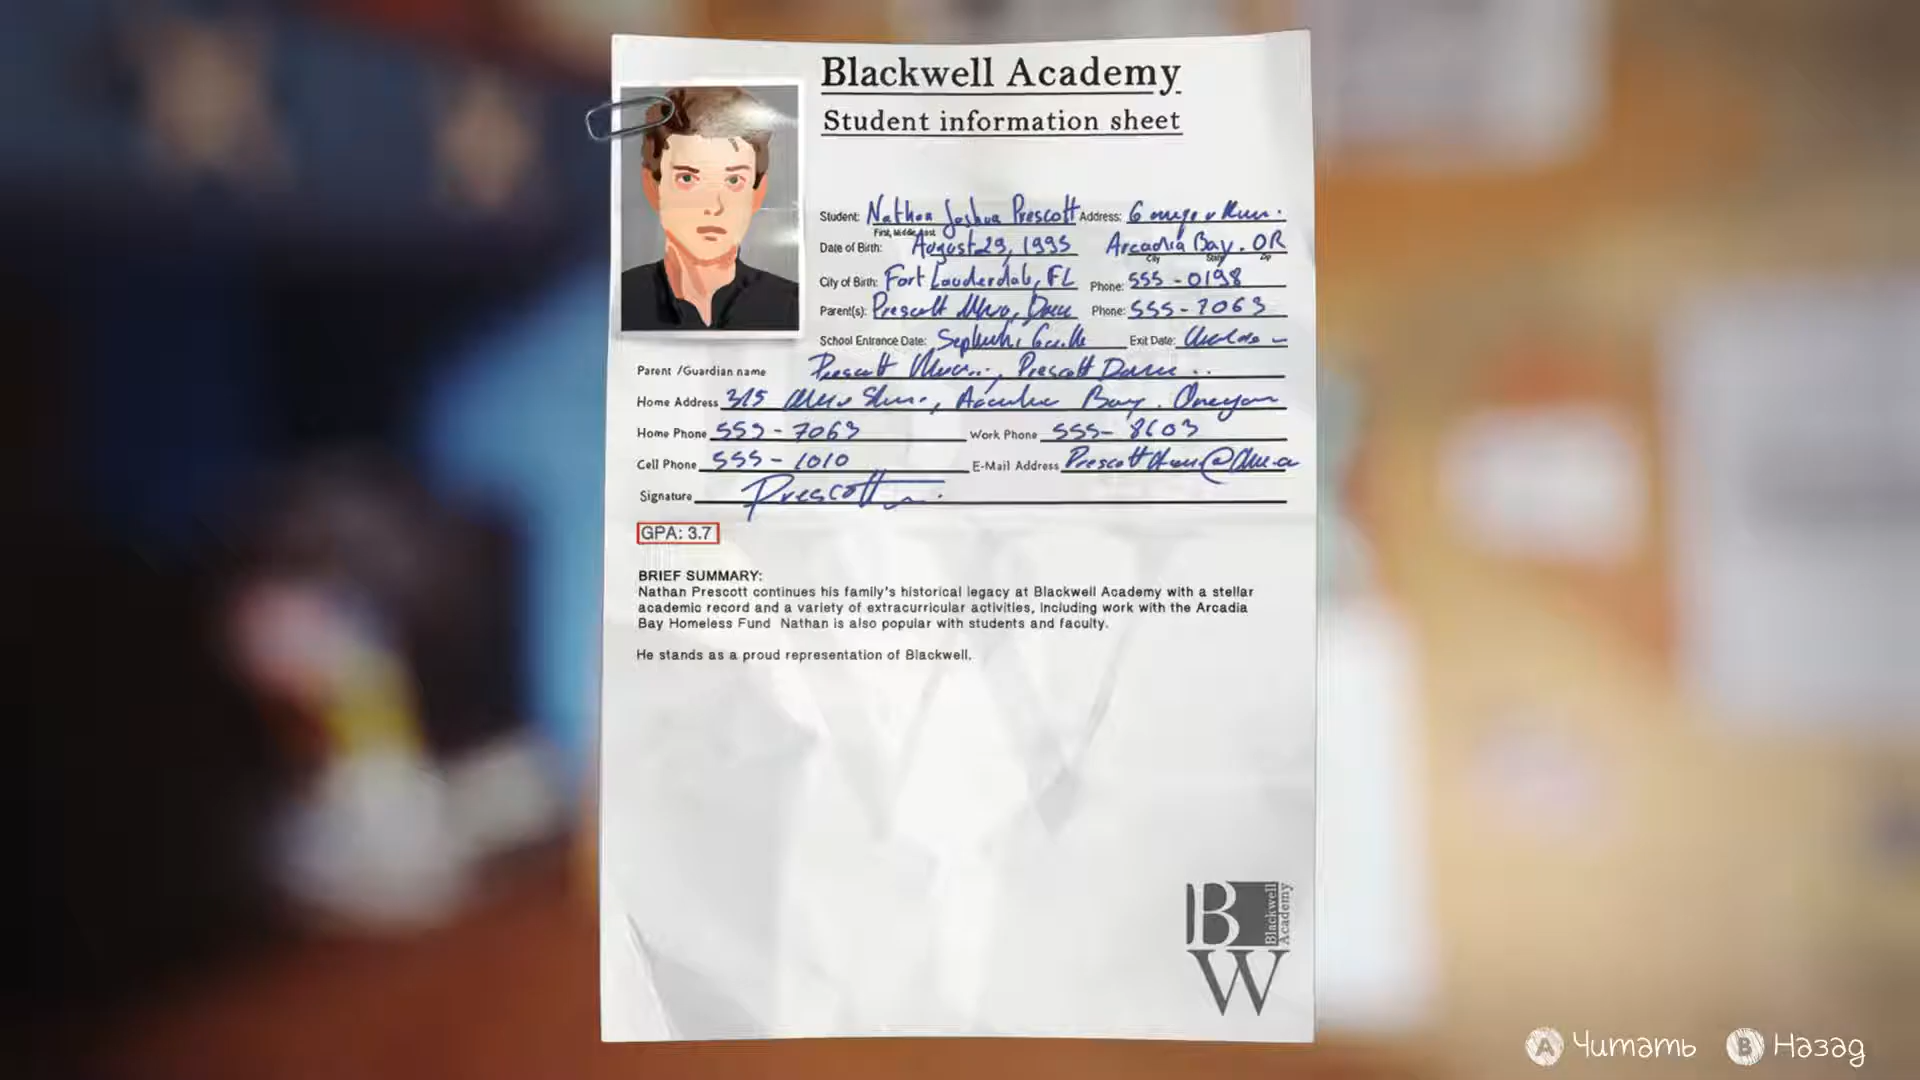 Blackwell Academy
Student information sheet
Student: Nathan Joshua Prescott Address: 6
First, Middle, Last
Date of Birth: August 29, 1995 Arcadia Bay. OR
City State Zip
City of Birth: Fort Lauderdale, FL Phone: 555-0198
Parent(s): Prescott Phone: 555-7063
School Entrance Date: Exit Date:
Parent /Guardian name Prescott , Prescott
Home Address 315 Bay.
Home Phone 555-7063 Work Phone 555-8603
Cell Phone 555-1010 E-Mail Address
Signature Prescott
GPA: 3.7
BRIEF SUMMARY:
Nathan Prescott continues his family's historical legacy at Blackwell Academy with a stellar
academic record and a variety of extracurricular activities, including work with the Arcadia
Bay Homeless Fund Nathan is also popular with students and faculty.
He stands as a proud representation of Blackwell.
B
Blackwell Academy
W
A Читать B Назад